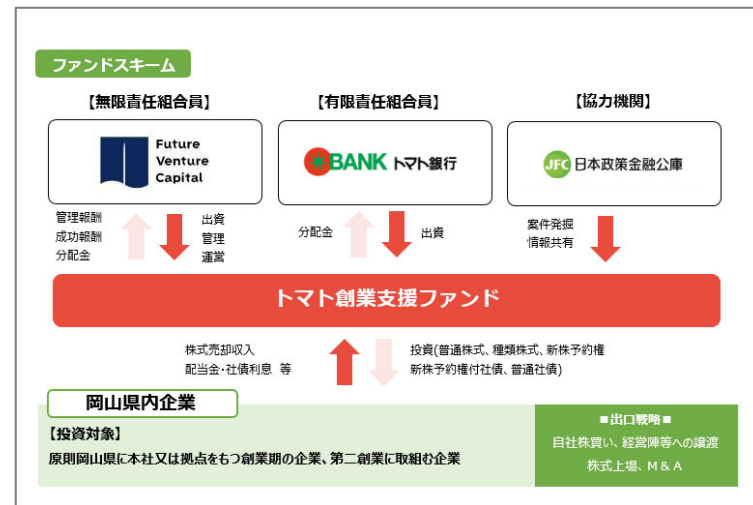 ファンドスキーム
【無限責任組合員】
【有限責任組合員】
【協力機関】
Future
Venture
Capital
BANK トマト銀行
JFC 日本政策金融公庫
管理報酬
成功報酬
分配金
出資
管理
運営
分配金
出資
案件発掘
情報共有
トマト創業支援ファンド
株式売却収入
配当金・社債利息 等
投資(普通株式、種類株式、新株予約権
新株予約権付社債、普通社債)
岡山県内企業
【投資対象】
原則岡山県に本社又は拠点をもつ創業期の企業、第二創業に取組む企業
■出口戦略■
自社株買い、経営陣等への譲渡
株式上場、M & A